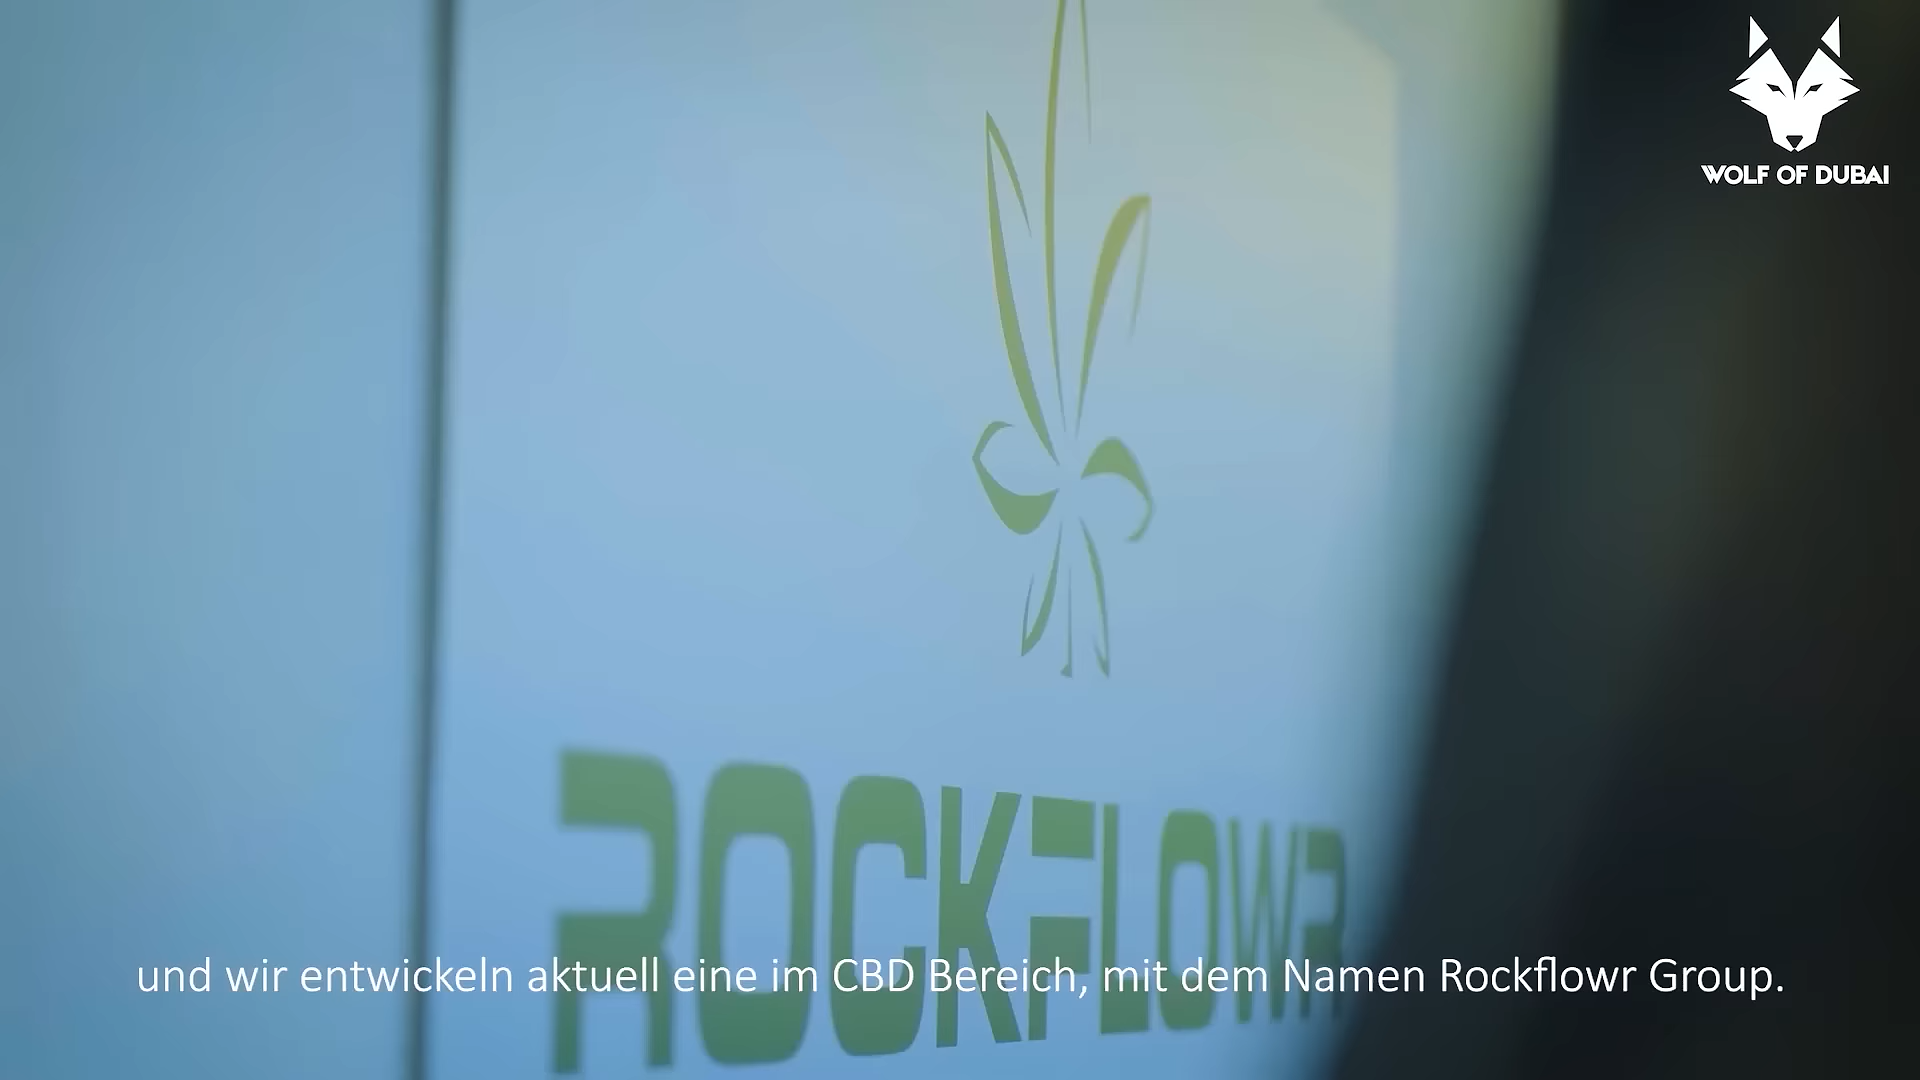 WOLF OF DUBAI
ROCKFLOWR
und wir entwickeln aktuell eine im CBD Bereich, mit dem Namen Rockflowr Group.